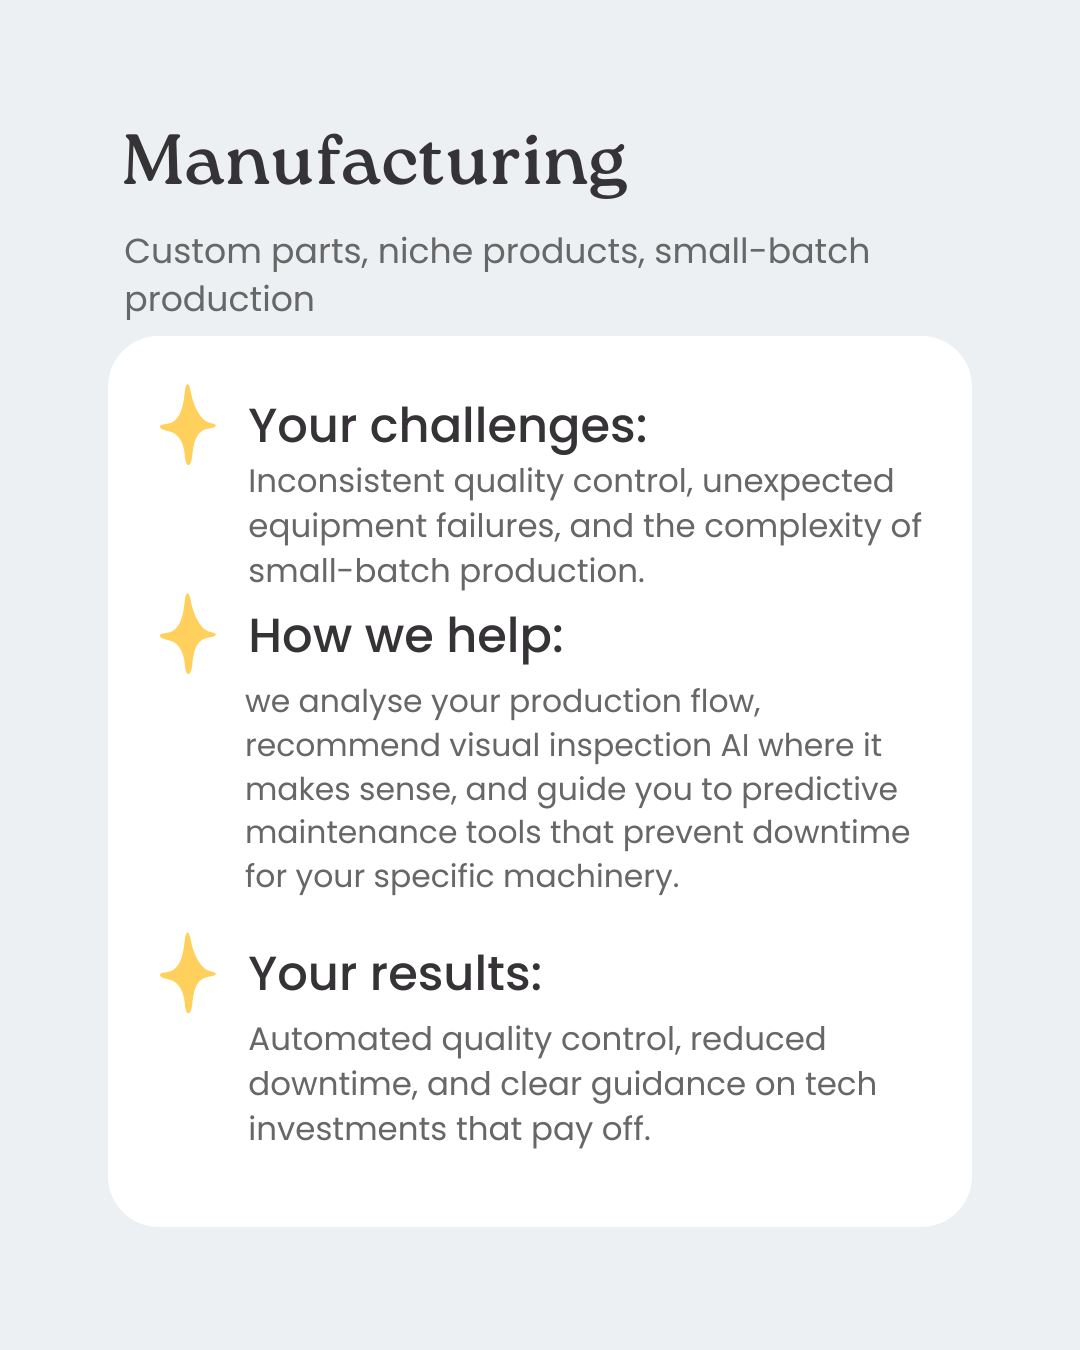 Manufacturing
Custom parts, niche products, small-batch
production
Your challenges:
Inconsistent quality control, unexpected
equipment failures, and the complexity of
small-batch production.
How we help:
we analyse your production flow,
recommend visual inspection AI where it
makes sense, and guide you to predictive
maintenance tools that prevent downtime
for your specific machinery.
Your results:
Automated quality control, reduced
downtime, and clear guidance on tech
investments that pay off.